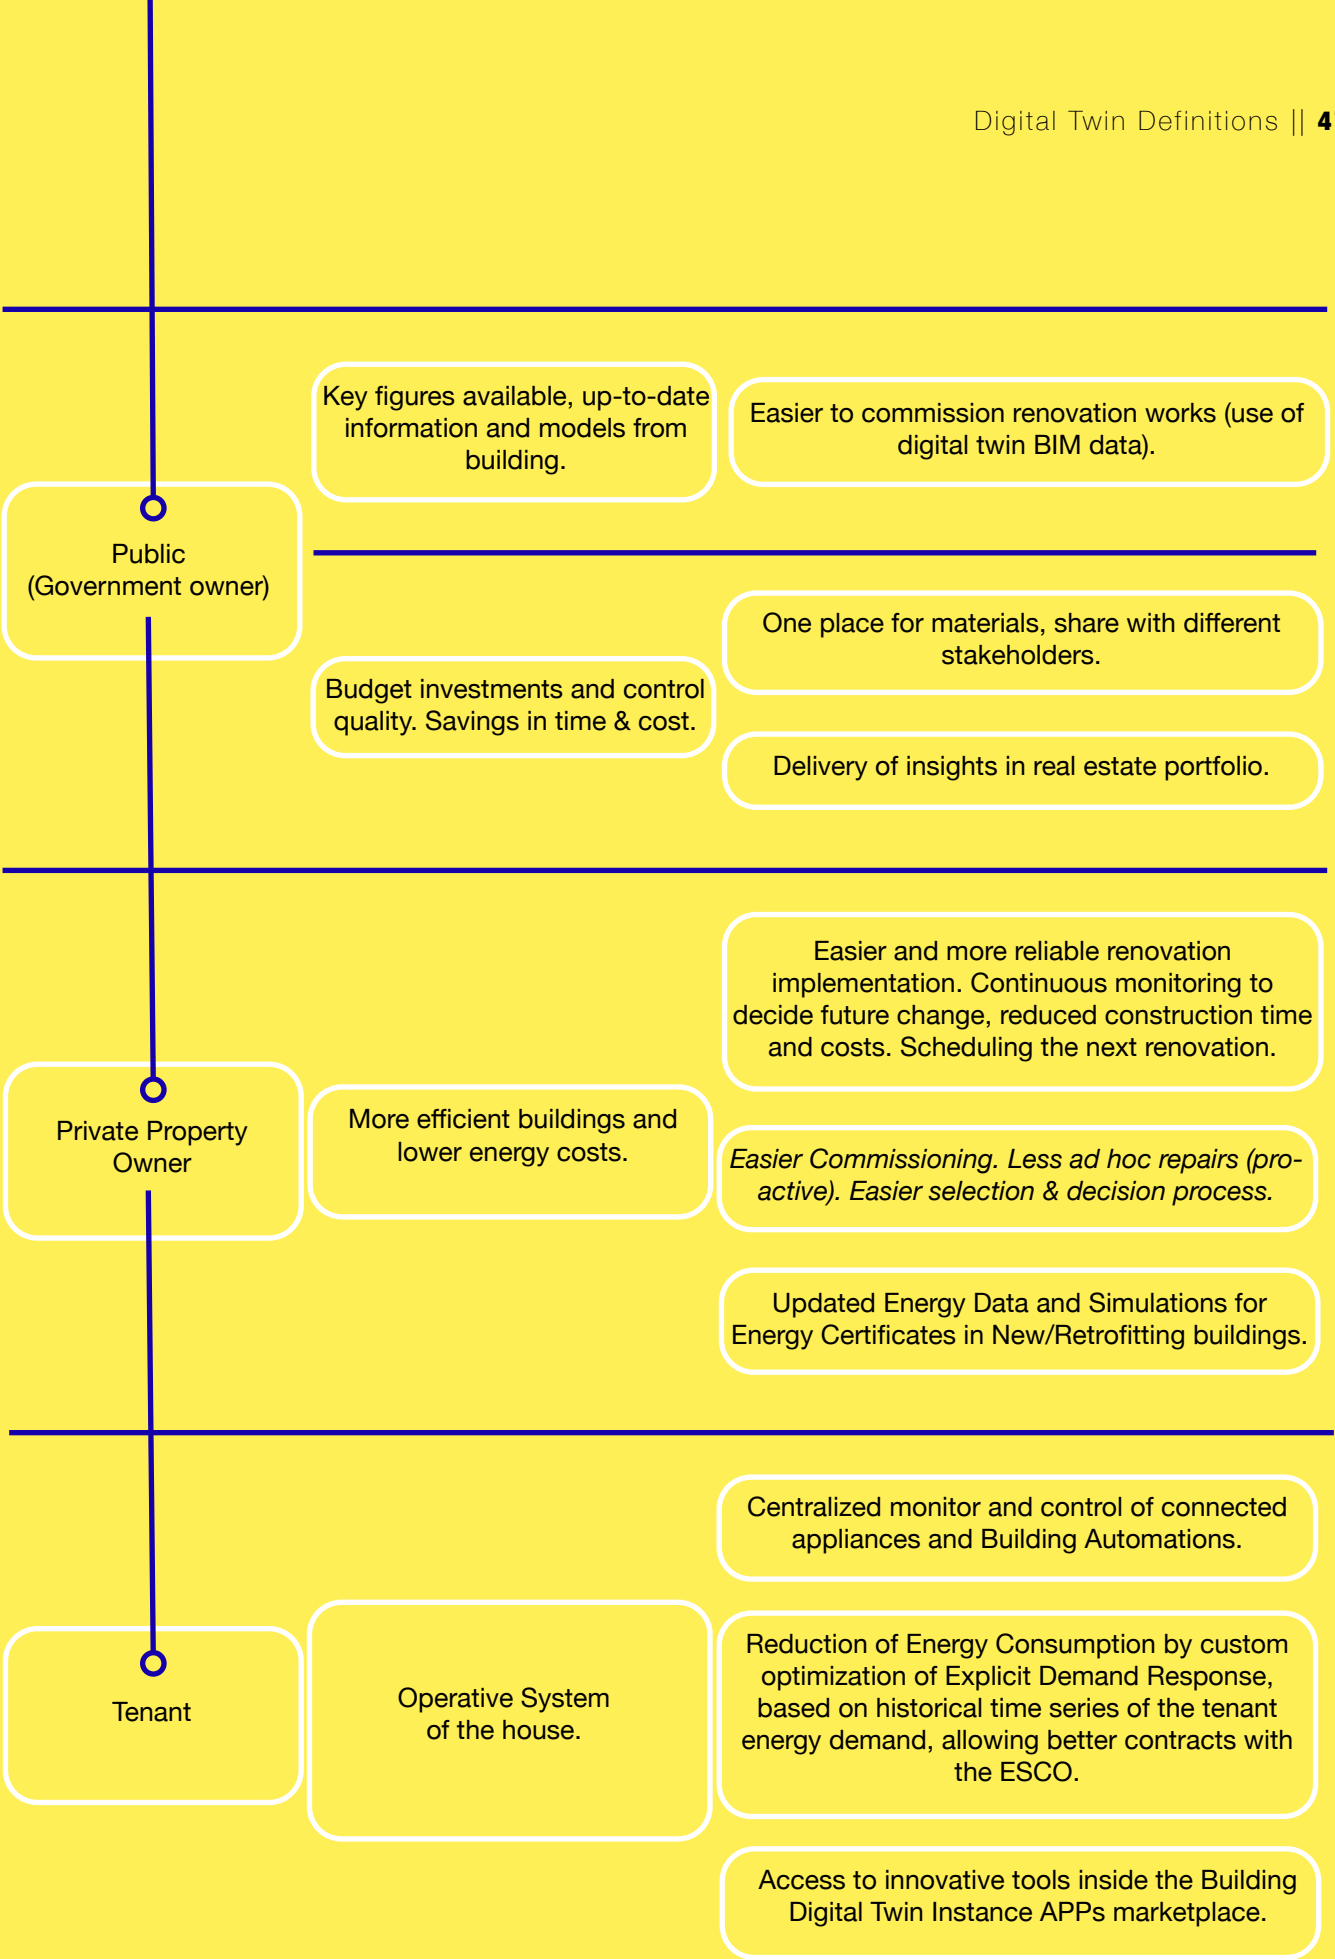 Digital Twin Definitions || 4
Key figures available, up-to-date
information and models from
building.
Easier to commission renovation works (use of
digital twin BIM data).
Public
(Government owner)
One place for materials, share with different
stakeholders.
Budget investments and control
quality. Savings in time & cost.
Delivery of insights in real estate portfolio.
Easier and more reliable renovation
implementation. Continuous monitoring to
decide future change, reduced construction time
and costs. Scheduling the next renovation.
Private Property
Owner
More efficient buildings and
lower energy costs.
Easier Commissioning. Less ad hoc repairs (pro-
active). Easier selection & decision process.
Updated Energy Data and Simulations for
Energy Certificates in New/Retrofitting buildings.
Centralized monitor and control of connected
appliances and Building Automations.
Tenant
Operative System
of the house.
Reduction of Energy Consumption by custom
optimization of Explicit Demand Response,
based on historical time series of the tenant
energy demand, allowing better contracts with
the ESCO.
Access to innovative tools inside the Building
Digital Twin Instance APPs marketplace.